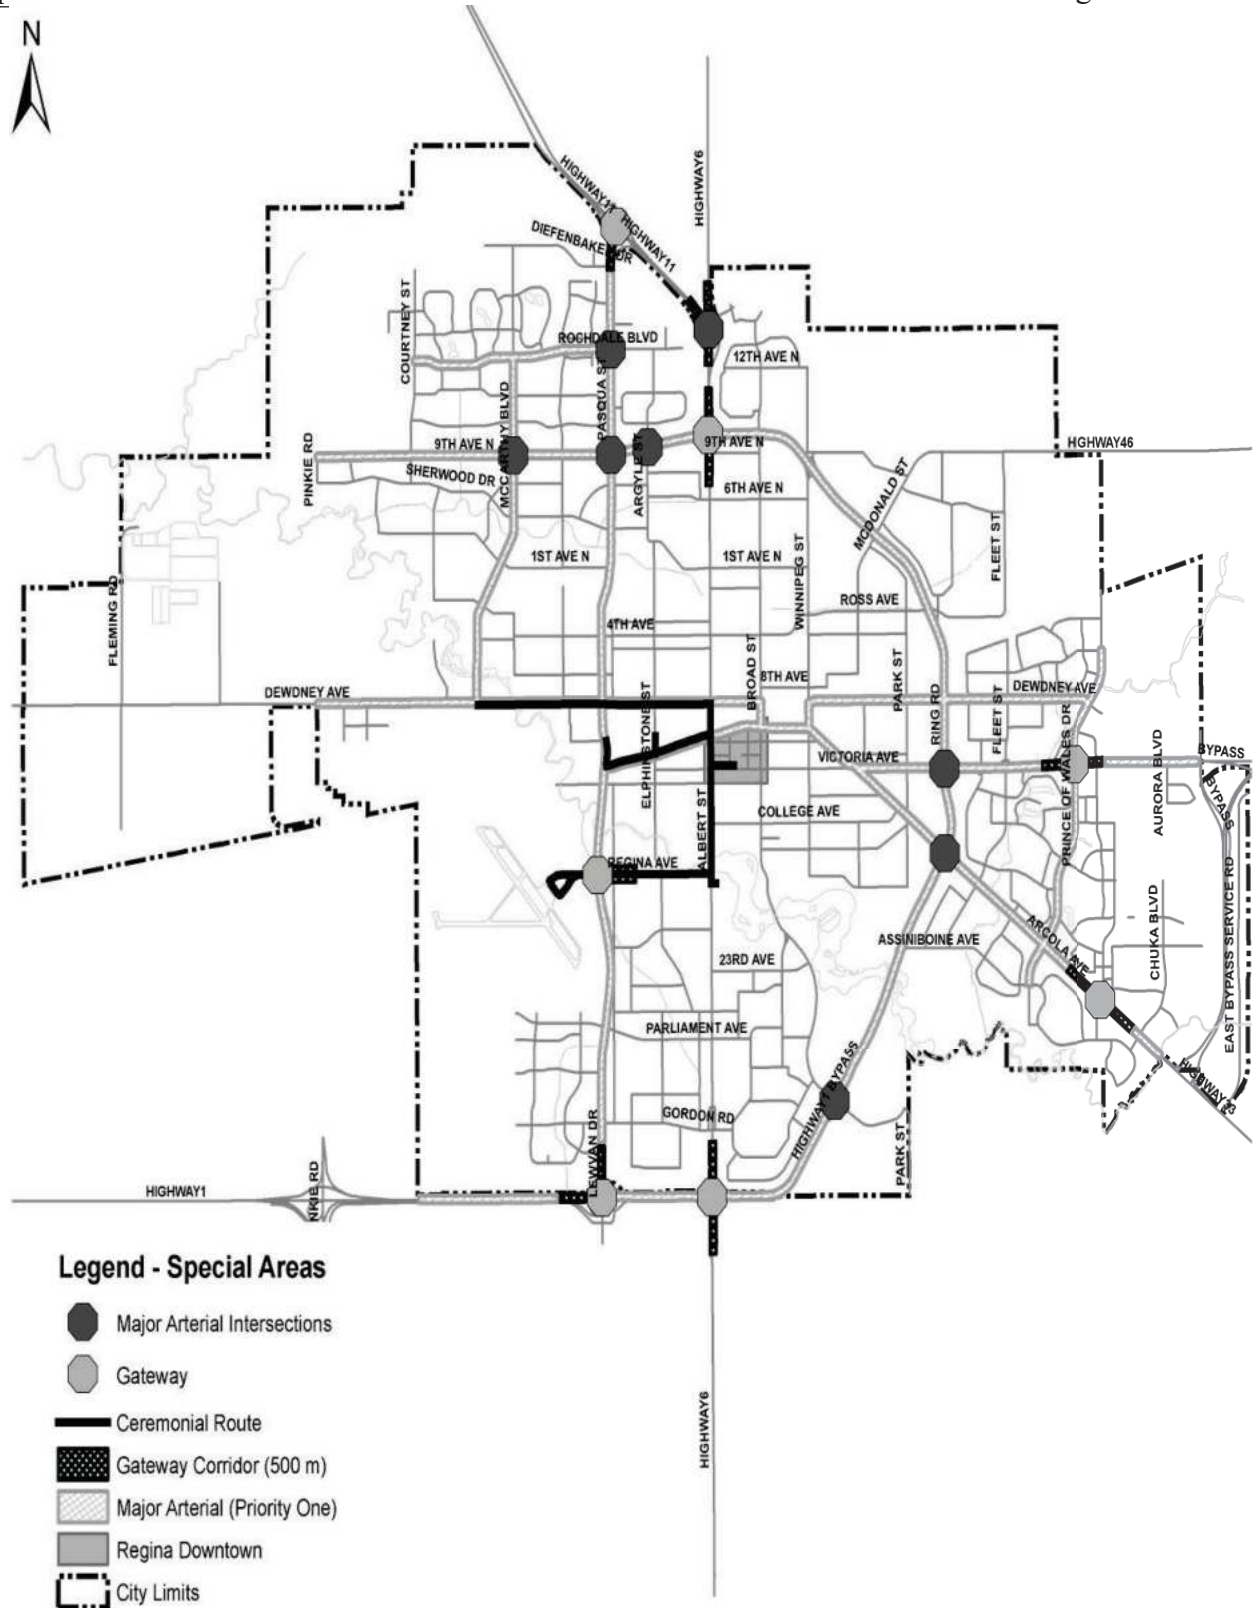 N
HIGHWAY11
HIGHWAY11
HIGHWAY6
DIEFENBAKER DR
COURTNEY ST
ROCHDALE BLVD
12TH AVE N
MCCARTHY BLVD
PASQUA ST
9TH AVE N
9TH AVE N
HGHWAY46
PINKIE RD
SHERWOOD DR
ARGYLE ST
6TH AVE N
MCDONALD ST
1ST AVE N
1ST AVE N
WINNIPEG ST
FLEET ST
FLEMING RD
ROSS AVE
4TH AVE
DEWDNEY AVE
ELPHINSTONE ST
BROAD ST
8TH AVE
PARK ST
RING RD
FLEET ST
DEWDNEY AVE
PRINCE OF WALES DR
VICTORIA AVE
AURORA BLVD
BYPASS
BYPASS
ALBERT ST
COLLEGE AVE
REGINA AVE
ASSINIBOINE AVE
ARCOLA AVE
CHUKA BLVD
EAST BYPASS SERVICE RD
23RD AVE
PARLIAMENT AVE
HIGHWAY1 BYPASS
HIGHWAY33
LEWVAN DR
GORDON RD
PARK ST
HIGHWAY1
NKIE RD
HIGHWAY6
Legend - Special Areas
Major Arterial Intersections
Gateway
Ceremonial Route
Gateway Corridor (500 m)
Major Arterial (Priority One)
Regina Downtown
City Limits